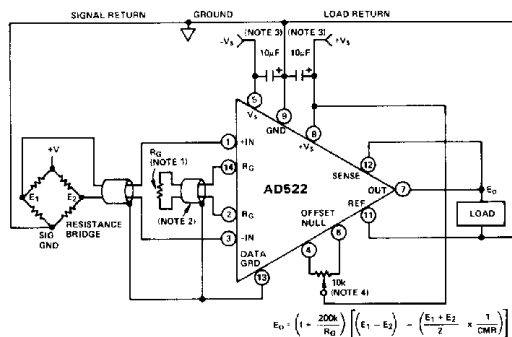 SIGNAL RETURN
GROUND
LOAD RETURN
(NOTE 3)
(NOTE 3)
-Vs
+Vs
10μF
10μF
+
+
5
9
8
Vs
GND
+Vs
1
+IN
RG
(NOTE 1)
14
RG
12
SENSE
+V
AD522
OUT
7
EO
E1
E2
(NOTE 2)
2
RG
REF
11
LOAD
RESISTANCE
BRIDGE
OFFSET
NULL
SIG
GND
3
-IN
DATA
GRD
4
6
13
10k
(NOTE 4)
EO = (1 + 200k/RG) [(E1 - E2) - (E1 + E2/2 × 1/CMR)]